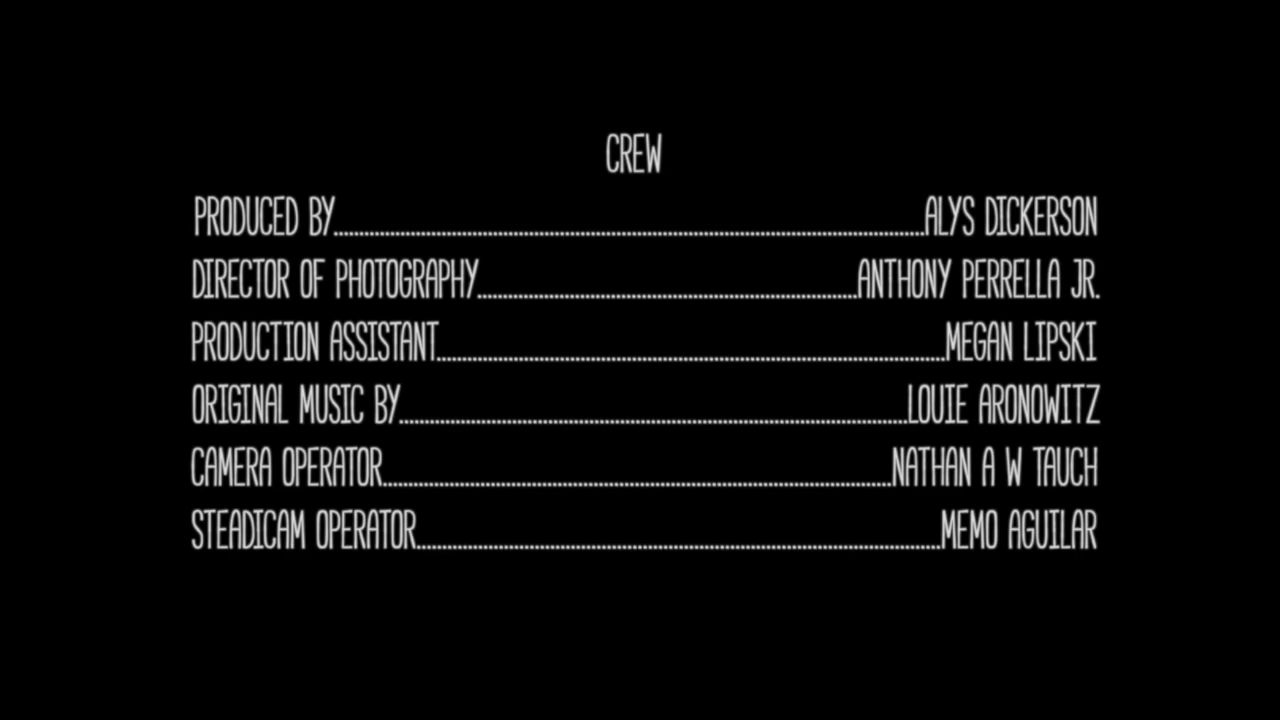 CREW
PRODUCED BY..........................................................................................ALYS DICKERSON
DIRECTOR OF PHOTOGRAPHY..........................................................ANTHONY PERRELLA JR.
PRODUCTION ASSISTANT..............................................................................MEGAN LIPSKI
ORIGINAL MUSIC BY..............................................................................LOUIE ARONOWITZ
CAMERA OPERATOR..............................................................................NATHAN A W TAUCH
STEADICAM OPERATOR................................................................................MEMO AGUILAR